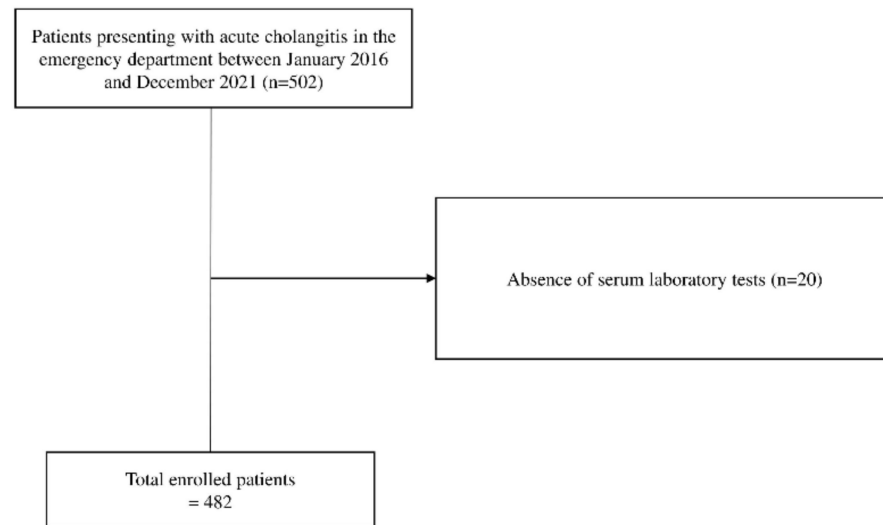 Patients presenting with acute cholangitis in the
emergency department between January 2016
and December 2021 (n=502)
Absence of serum laboratory tests (n=20)
Total enrolled patients
= 482